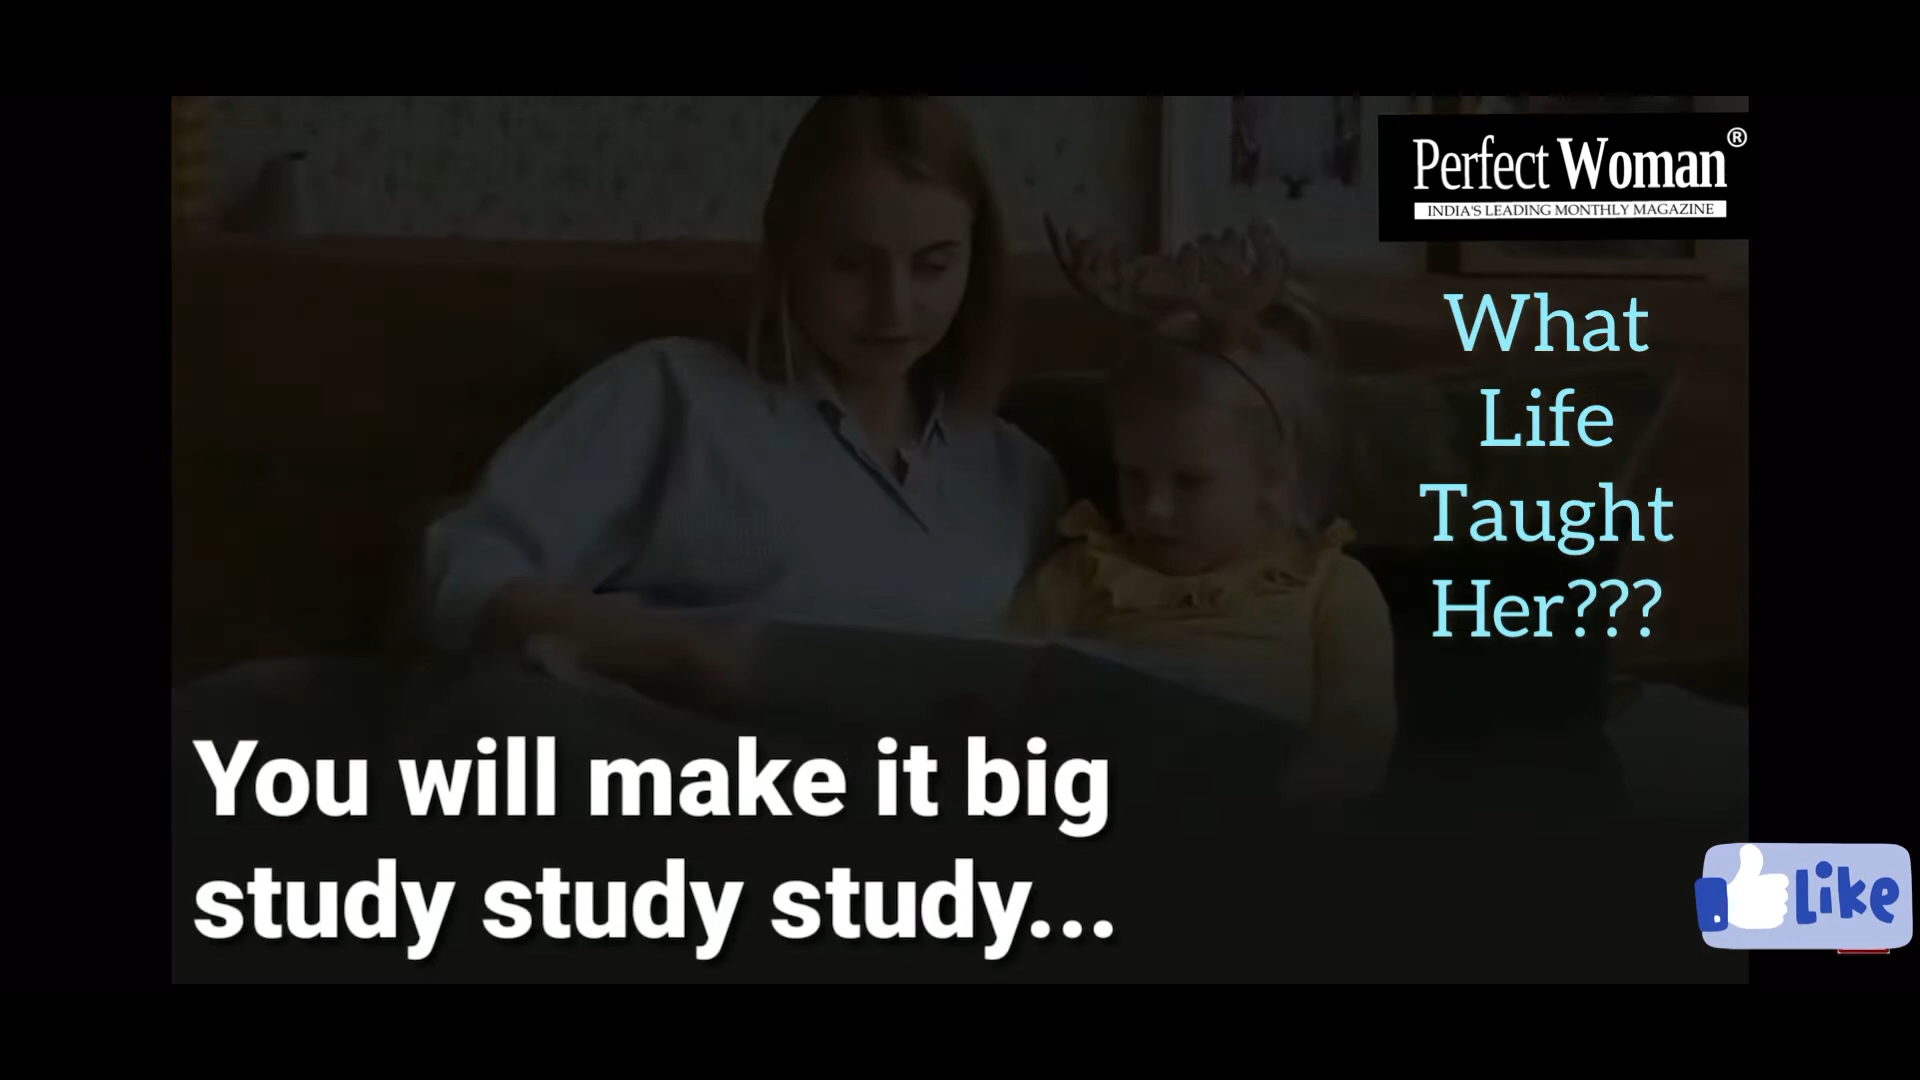 Perfect Woman®
INDIA'S LEADING MONTHLY MAGAZINE
What
Life
Taught
Her???
You will make it big
study study study...
Like